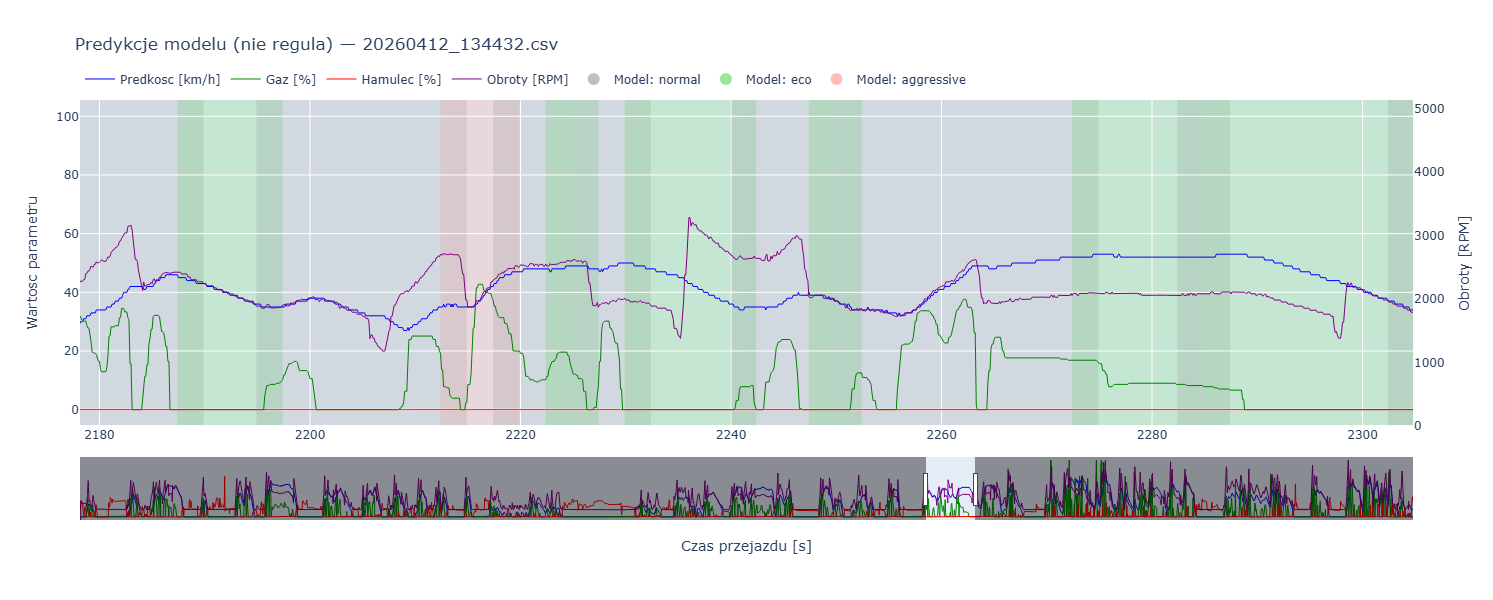 Predykcje modelu (nie regula) — 20260412_134432.csv
Predkosc [km/h] Gaz [%] Hamulec [%] Obroty [RPM] Model: normal Model: eco Model: aggressive
Wartosc parametru
100
80
60
40
20
0
5000
4000
3000
2000
1000
0
Obroty [RPM]
2180 2200 2220 2240 2260 2280 2300
Czas przejazdu [s]